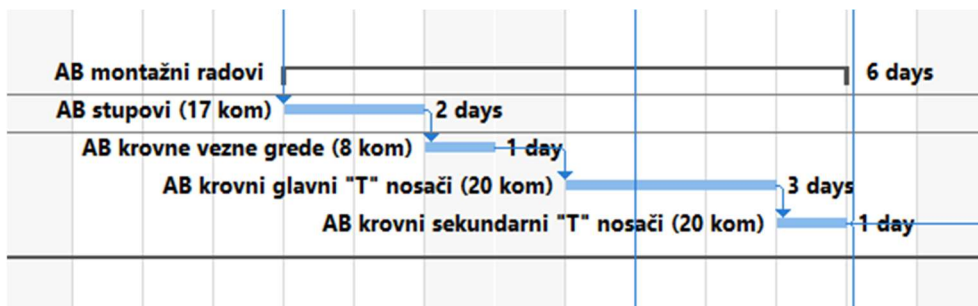 AB montažni radovi 6 days
AB stupovi (17 kom) 2 days
AB krovne vezne grede (8 kom) 1 day
AB krovni glavni "T" nosači (20 kom) 3 days
AB krovni sekundarni "T" nosači (20 kom) 1 day